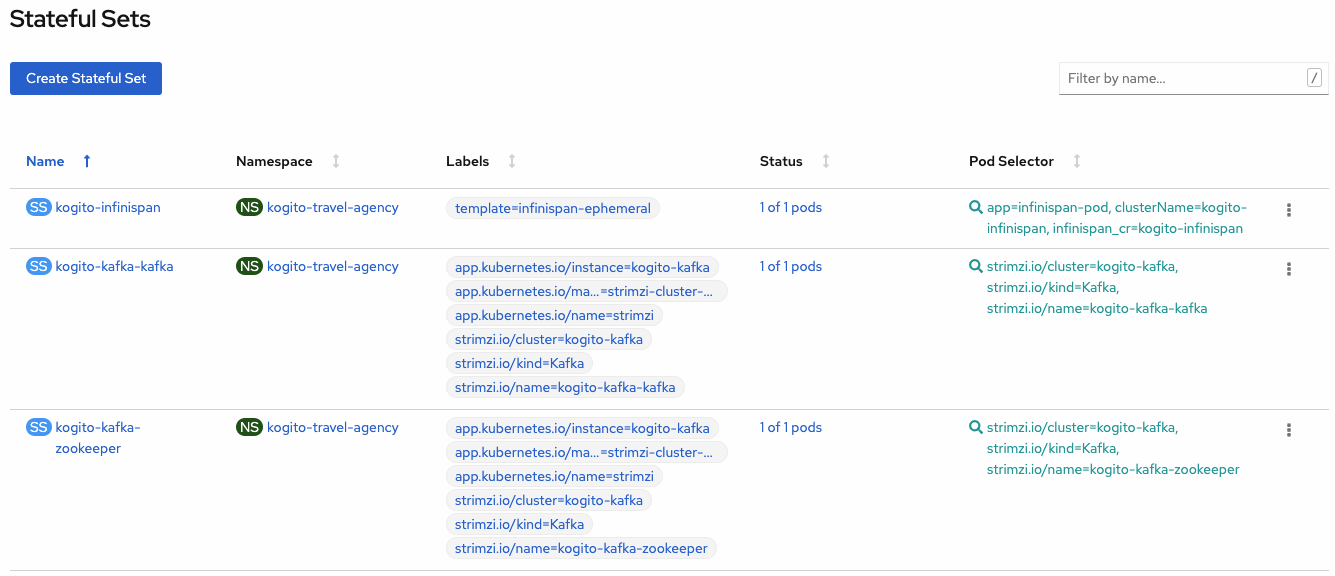 Stateful Sets
Create Stateful Set
Filter by name...
/
Name Namespace Labels Status Pod Selector
SS kogito-infinispan NS kogito-travel-agency template=infinispan-ephemeral 1 of 1 pods app=infinispan-pod, clusterName=kogito-
infinispan, infinispan_cr=kogito-infinispan
SS kogito-kafka-kafka NS kogito-travel-agency app.kubernetes.io/instance=kogito-kafka 1 of 1 pods strimzi.io/cluster=kogito-kafka,
app.kubernetes.io/ma...=strimzi-cluster-... strimzi.io/kind=Kafka,
app.kubernetes.io/name=strimzi strimzi.io/name=kogito-kafka-kafka
strimzi.io/cluster=kogito-kafka
strimzi.io/kind=Kafka
strimzi.io/name=kogito-kafka-kafka
SS kogito-kafka- NS kogito-travel-agency app.kubernetes.io/instance=kogito-kafka 1 of 1 pods strimzi.io/cluster=kogito-kafka,
zookeeper app.kubernetes.io/ma...=strimzi-cluster-... strimzi.io/kind=Kafka,
app.kubernetes.io/name=strimzi strimzi.io/name=kogito-kafka-zookeeper
strimzi.io/cluster=kogito-kafka
strimzi.io/kind=Kafka
strimzi.io/name=kogito-kafka-zookeeper